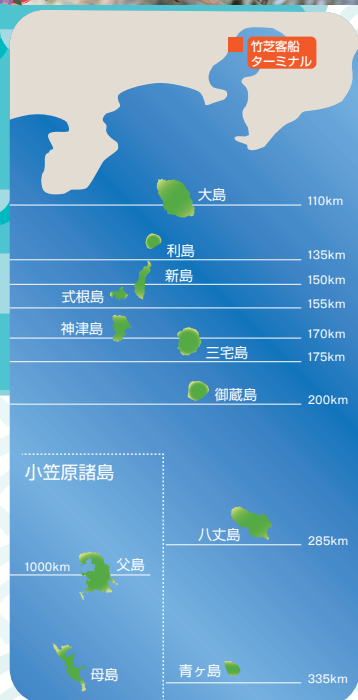 竹芝客船
ターミナル
大島
110km
利島
135km
新島
150km
式根島
155km
神津島
170km
三宅島
175km
御蔵島
200km
小笠原諸島
八丈島
285km
1000km
父島
母島
青ヶ島
335km